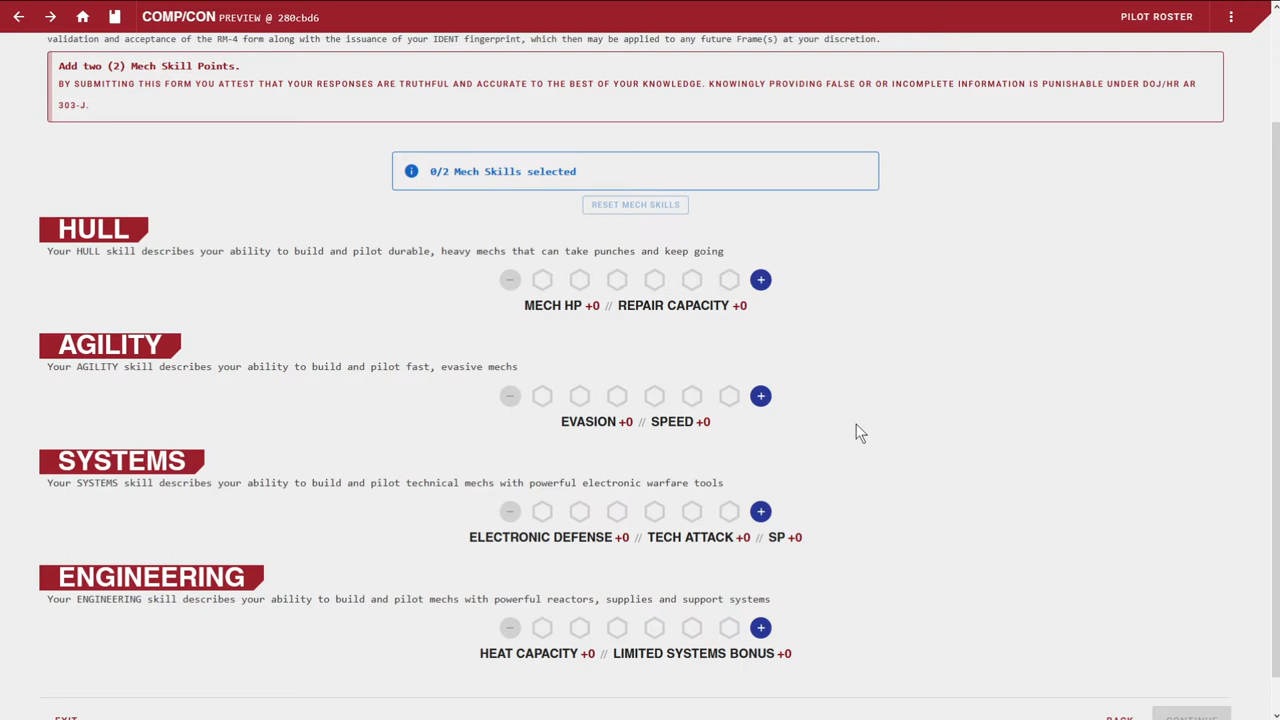 COMP/CON PREVIEW @ 280cbd6
PILOT ROSTER
validation and acceptance of the RM-4 form along with the issuance of your IDENT fingerprint, which then may be applied to any future Frame(s) at your discretion.
Add two (2) Mech Skill Points.
BY SUBMITTING THIS FORM YOU ATTEST THAT YOUR RESPONSES ARE TRUTHFUL AND ACCURATE TO THE BEST OF YOUR KNOWLEDGE. KNOWINGLY PROVIDING FALSE OR OR INCOMPLETE INFORMATION IS PUNISHABLE UNDER DOJ/HR AR
303-J.
0/2 Mech Skills selected
RESET MECH SKILLS
HULL
Your HULL skill describes your ability to build and pilot durable, heavy mechs that can take punches and keep going
MECH HP +0 // REPAIR CAPACITY +0
AGILITY
Your AGILITY skill describes your ability to build and pilot fast, evasive mechs
EVASION +0 // SPEED +0
SYSTEMS
Your SYSTEMS skill describes your ability to build and pilot technical mechs with powerful electronic warfare tools
ELECTRONIC DEFENSE +0 // TECH ATTACK +0 // SP +0
ENGINEERING
Your ENGINEERING skill describes your ability to build and pilot mechs with powerful reactors, supplies and support systems
HEAT CAPACITY +0 // LIMITED SYSTEMS BONUS +0
EXIT
BACK
CONTINUE